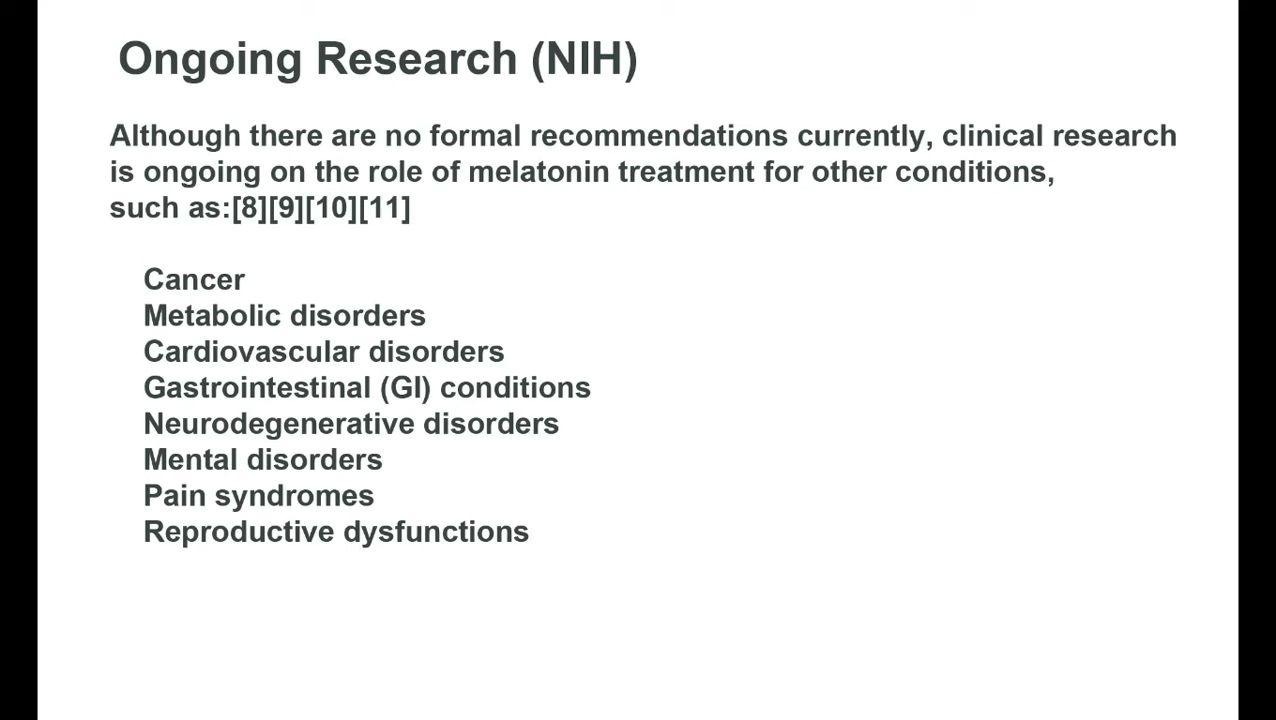 Ongoing Research (NIH)
Although there are no formal recommendations currently, clinical research
is ongoing on the role of melatonin treatment for other conditions,
such as:[8][9][10][11]
Cancer
Metabolic disorders
Cardiovascular disorders
Gastrointestinal (GI) conditions
Neurodegenerative disorders
Mental disorders
Pain syndromes
Reproductive dysfunctions